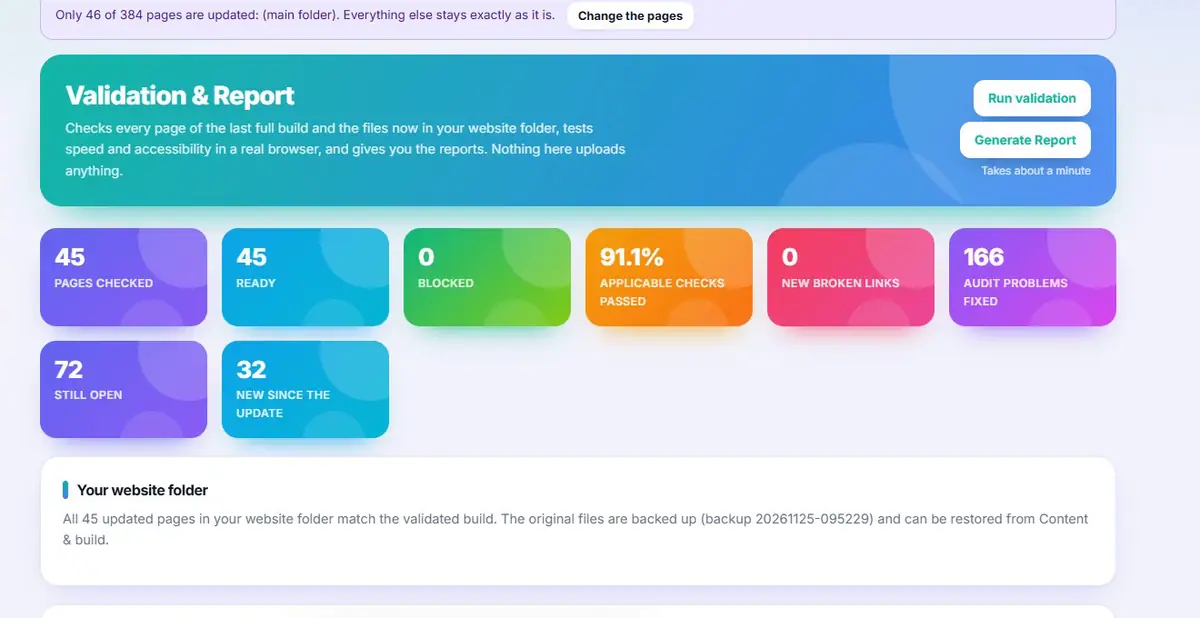 Only 46 of 384 pages are updated: (main folder). Everything else stays exactly as it is.
Change the pages
Validation & Report
Checks every page of the last full build and the files now in your website folder, tests
speed and accessibility in a real browser, and gives you the reports. Nothing here uploads
anything.
Run validation
Generate Report
Takes about a minute
45
PAGES CHECKED
45
READY
0
BLOCKED
91.1%
APPLICABLE CHECKS
PASSED
0
NEW BROKEN LINKS
166
AUDIT PROBLEMS
FIXED
72
STILL OPEN
32
NEW SINCE THE
UPDATE
Your website folder
All 45 updated pages in your website folder match the validated build. The original files are backed up (backup 20261125-095229) and can be restored from Content
& build.